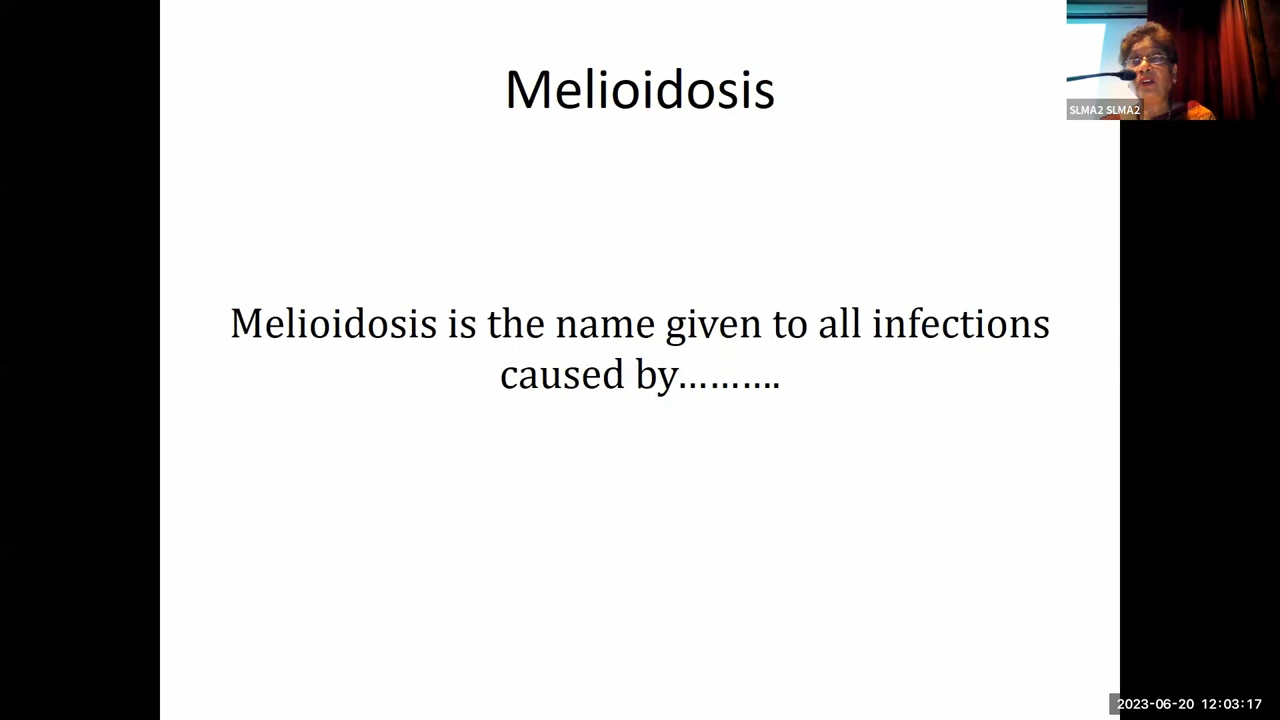 Melioidosis
SLMA2 SLMA2
Melioidosis is the name given to all infections
caused by……….
2023-06-20 12:03:17